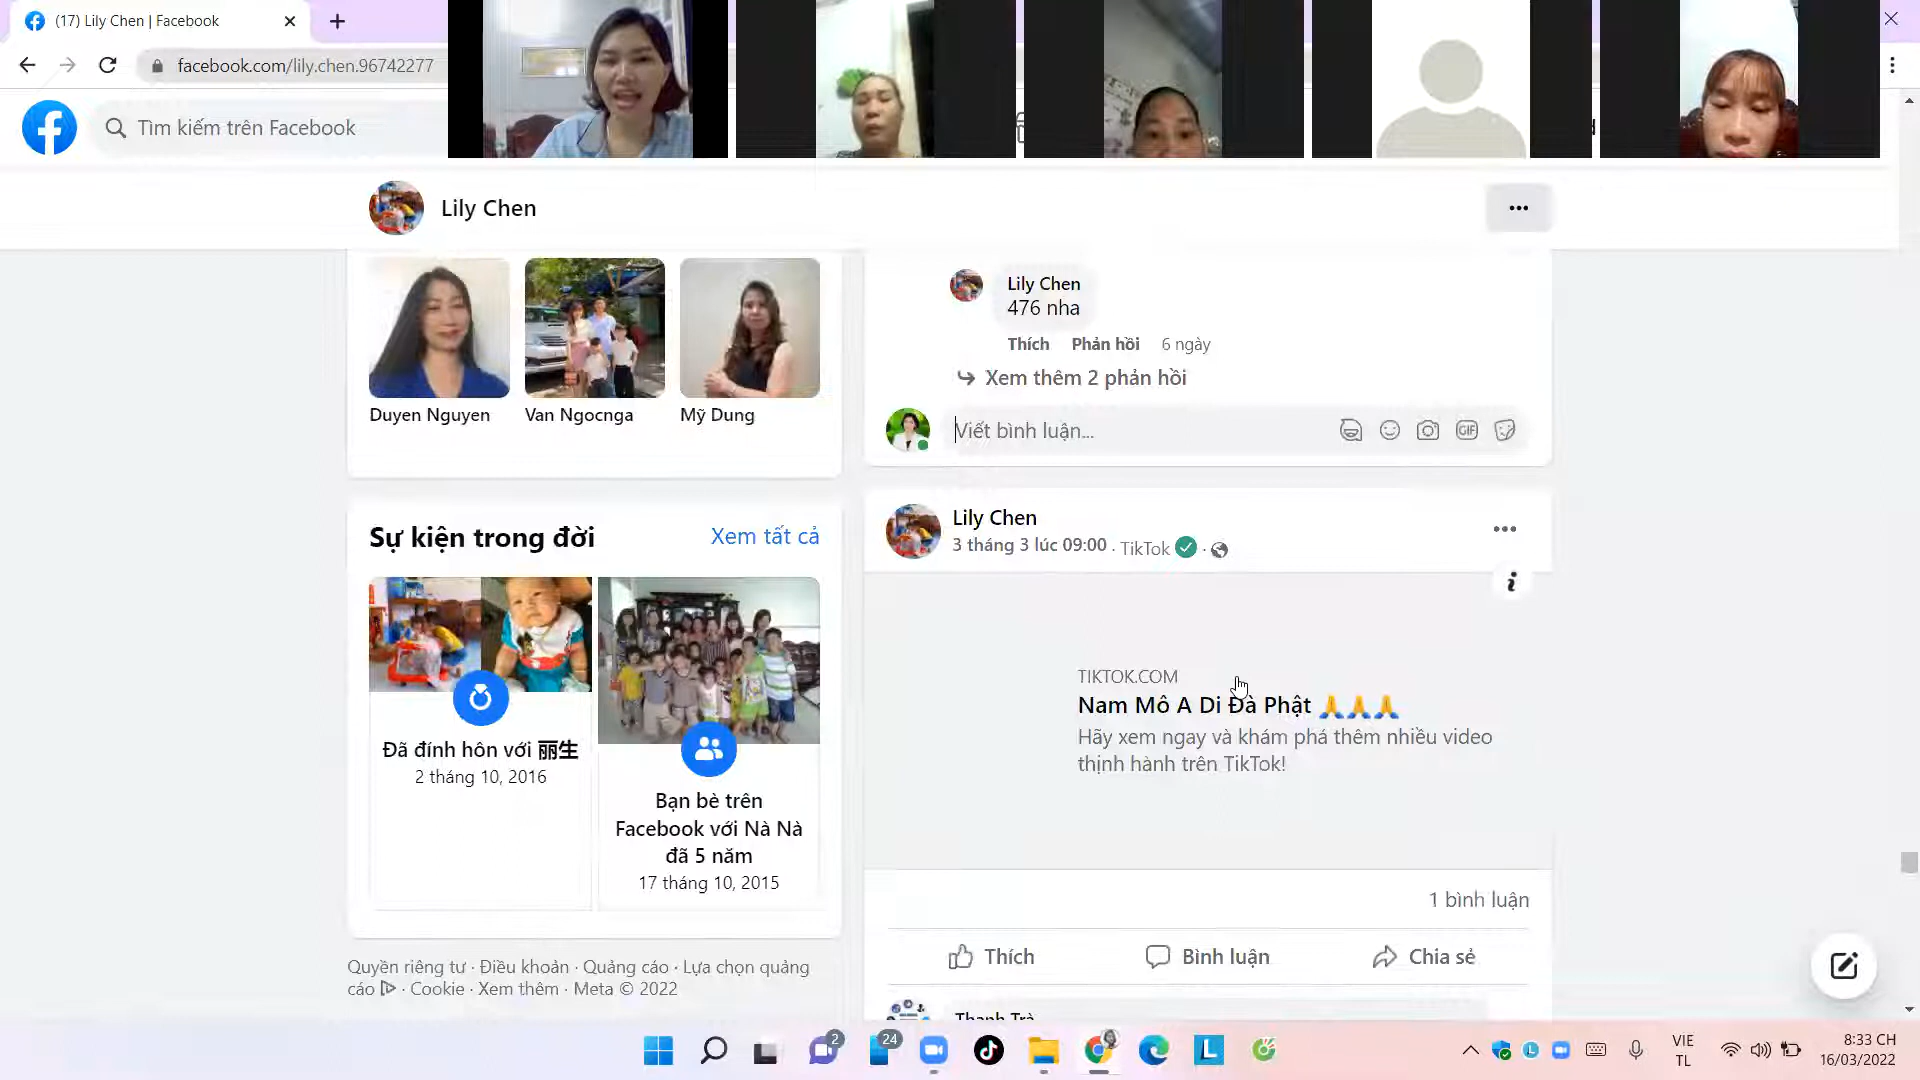 (17) Lily Chen | Facebook
facebook.com/lily.chen.96742277
Tìm kiếm trên Facebook
Lily Chen
Duyen Nguyen
Van Ngocnga
Mỹ Dung
Sự kiện trong đời
Xem tất cả
Đã đính hôn với 丽生
2 tháng 10, 2016
Bạn bè trên
Facebook với Nà Nà
đã 5 năm
17 tháng 10, 2015
Quyền riêng tư · Điều khoản · Quảng cáo · Lựa chọn quảng
cáo · Cookie · Xem thêm · Meta © 2022
Lily Chen
476 nha
Thích Phản hồi 6 ngày
Xem thêm 2 phản hồi
Viết bình luận...
GIF
Lily Chen
3 tháng 3 lúc 09:00 · TikTok ·
TIKTOK.COM
Nam Mô A Di Đà Phật 🙏🙏🙏
Hãy xem ngay và khám phá thêm nhiều video
thịnh hành trên TikTok!
1 bình luận
Thích
Bình luận
Chia sẻ
Thanh Trà
2
24
L
VIE
TL
8:33 CH
16/03/2022